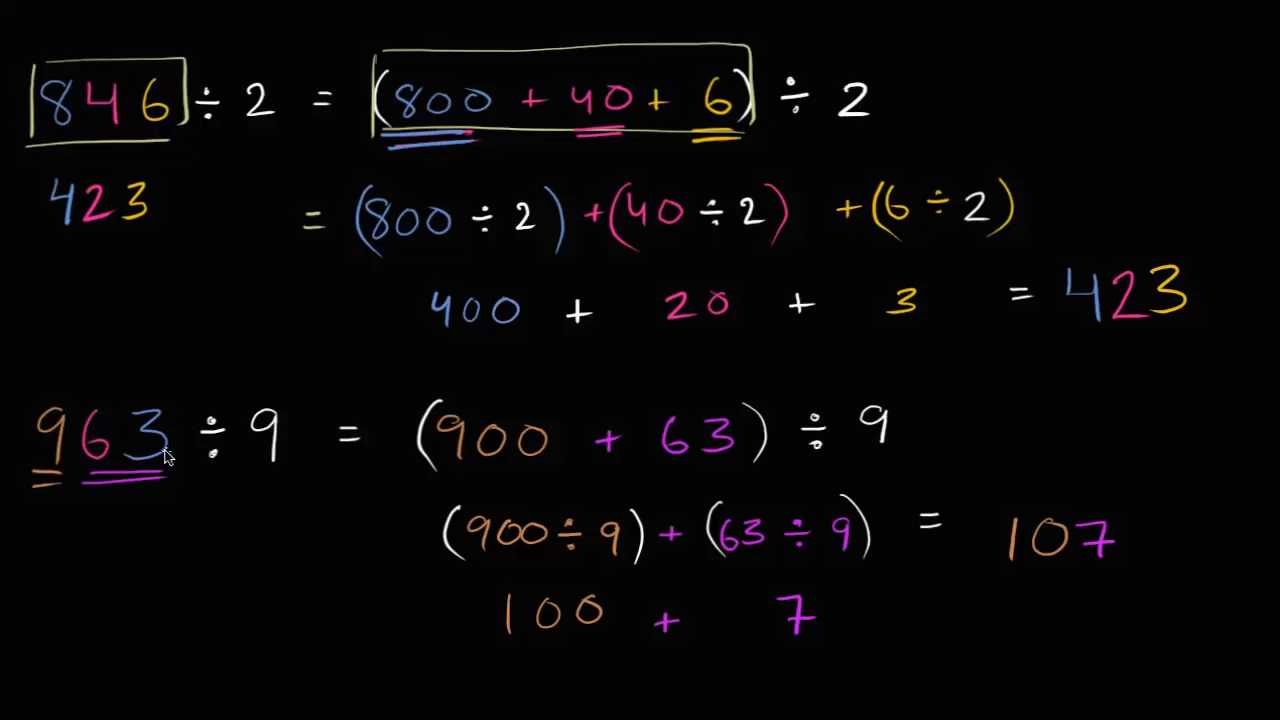 846 ÷ 2 = (800 + 40 + 6) ÷ 2
423 = (800 ÷ 2) + (40 ÷ 2) + (6 ÷ 2)
400 + 20 + 3 = 423
963 ÷ 9 = (900 + 63) ÷ 9
(900 ÷ 9) + (63 ÷ 9) = 107
100 + 7